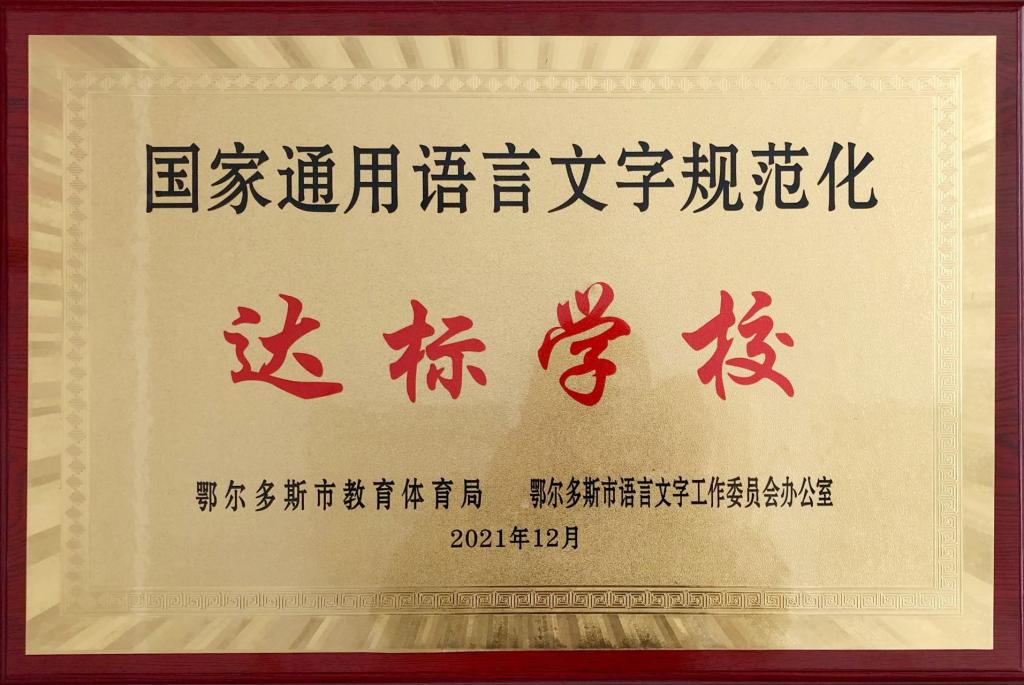 国家通用语言文字规范化
达标学校
鄂尔多斯市教育体育局 鄂尔多斯市语言文字工作委员会办公室
2021年12月